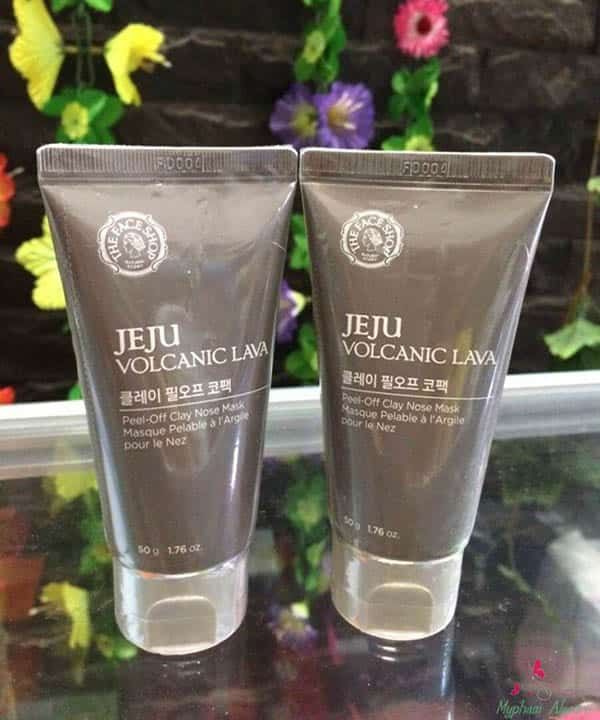 FD004
THE FACE SHOP
JEJU
VOLCANIC LAVA
클레이 필오프 코팩
Peel-Off Clay Nose Mask
Masque Pelable à l'Argile
pour le Nez
50 g 1.76 oz.
FD004
THE FACE SHOP
JEJU
VOLCANIC LAVA
클레이 필오프 코팩
Peel-Off Clay Nose Mask
Masque Pelable à l'Argile
pour le Nez
50 g 1.76 oz.